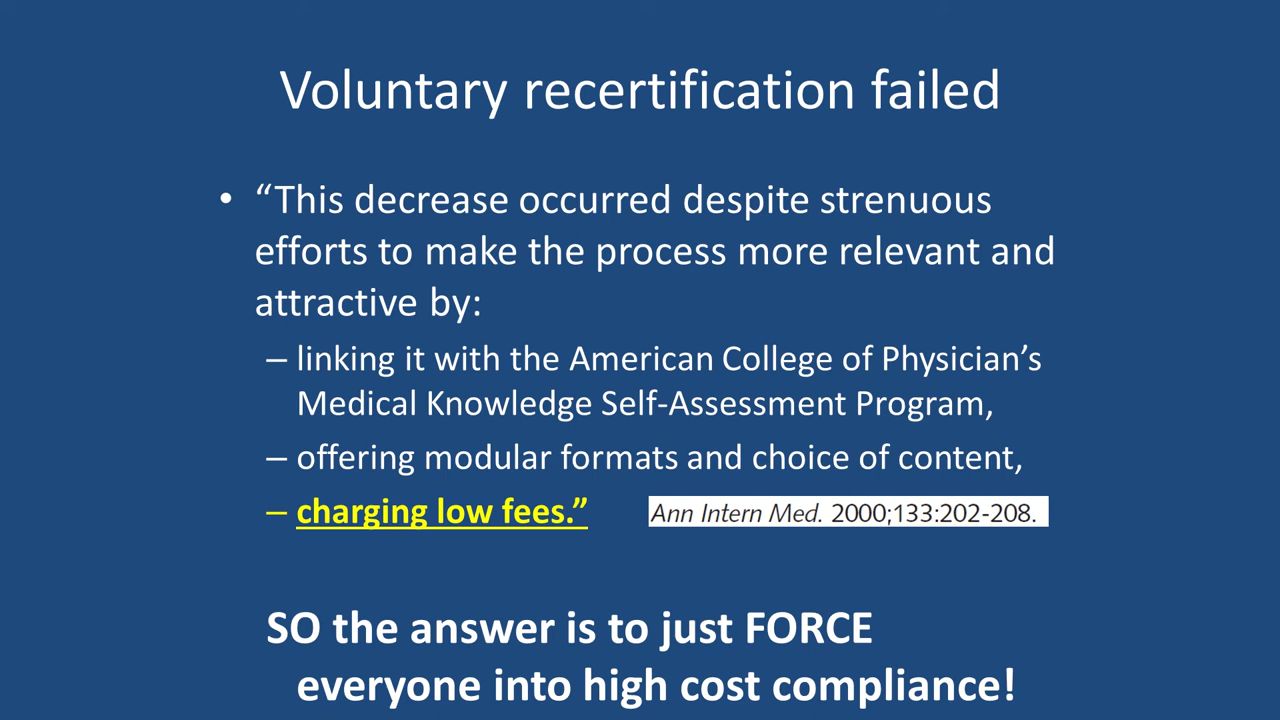 Voluntary recertification failed
• “This decrease occurred despite strenuous
efforts to make the process more relevant and
attractive by:
– linking it with the American College of Physician’s
Medical Knowledge Self-Assessment Program,
– offering modular formats and choice of content,
– charging low fees.”
Ann Intern Med. 2000;133:202-208.
SO the answer is to just FORCE
everyone into high cost compliance!